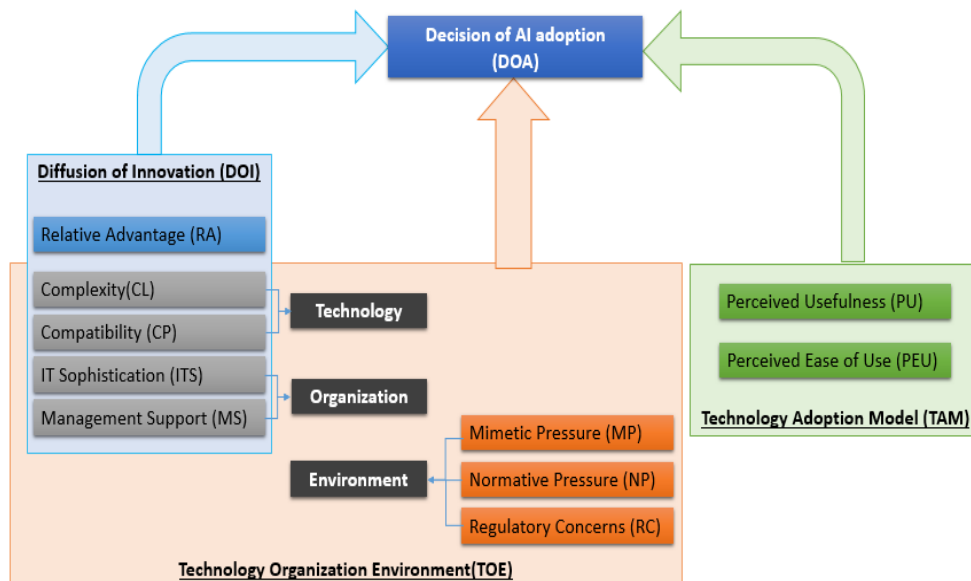 Decision of AI adoption
(DOA)
Diffusion of Innovation (DOI)
Relative Advantage (RA)
Complexity(CL)
Compatibility (CP)
IT Sophistication (ITS)
Management Support (MS)
Technology
Organization
Environment
Mimetic Pressure (MP)
Normative Pressure (NP)
Regulatory Concerns (RC)
Technology Organization Environment(TOE)
Perceived Usefulness (PU)
Perceived Ease of Use (PEU)
Technology Adoption Model (TAM)